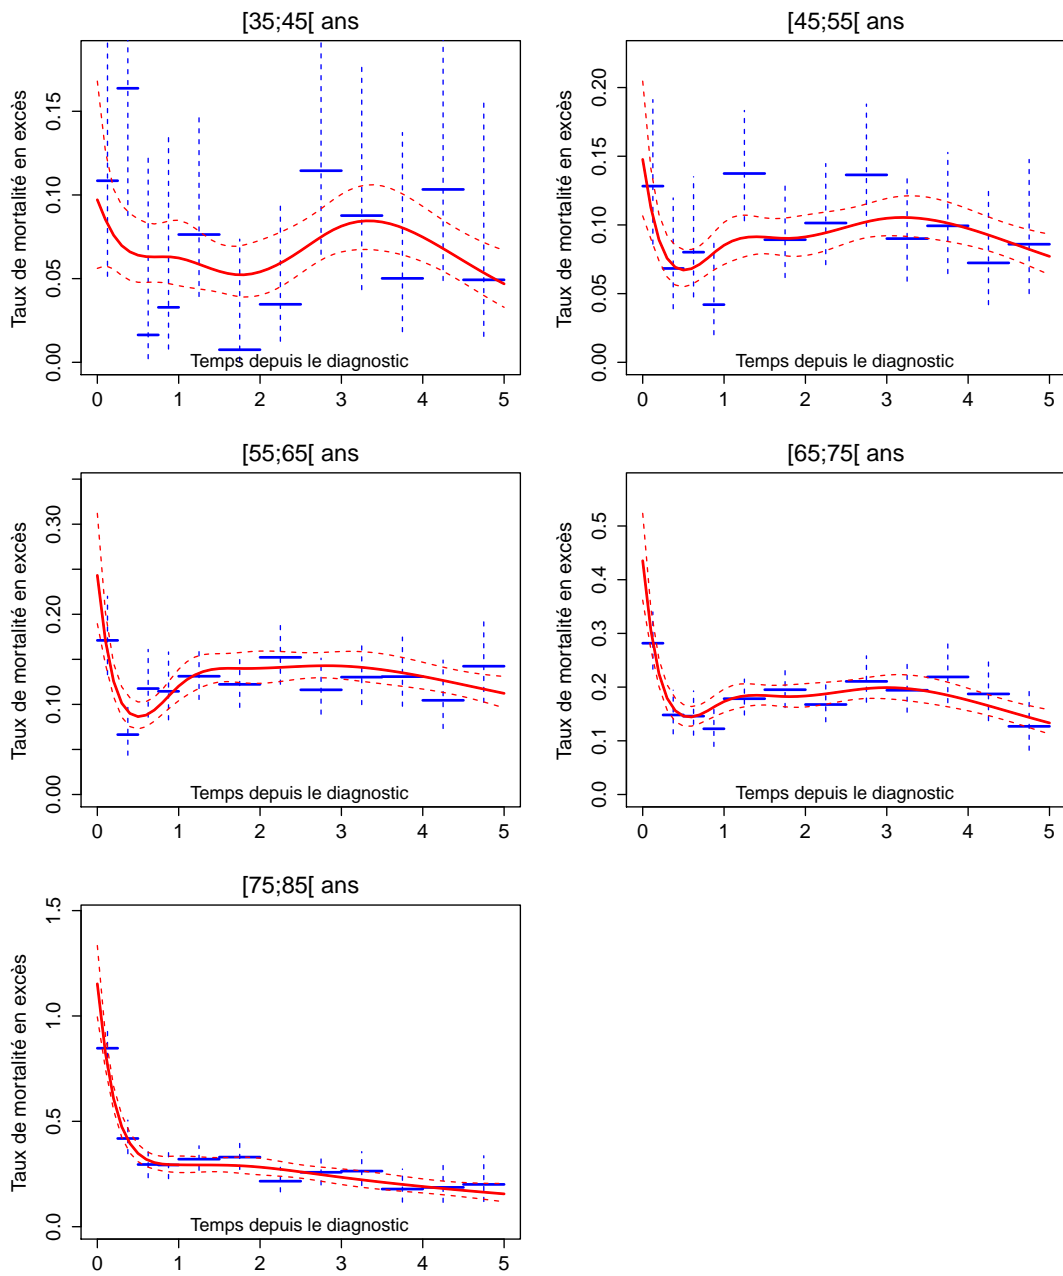 [35;45[ ans
Taux de mortalité en excès
0.00 0.05 0.10 0.15
Temps depuis le diagnostic
0 1 2 3 4 5
[45;55[ ans
Taux de mortalité en excès
0.00 0.05 0.10 0.15 0.20
Temps depuis le diagnostic
0 1 2 3 4 5
[55;65[ ans
Taux de mortalité en excès
0.00 0.10 0.20 0.30
Temps depuis le diagnostic
0 1 2 3 4 5
[65;75[ ans
Taux de mortalité en excès
0.0 0.1 0.2 0.3 0.4 0.5
Temps depuis le diagnostic
0 1 2 3 4 5
[75;85[ ans
Taux de mortalité en excès
0.0 0.5 1.0 1.5
Temps depuis le diagnostic
0 1 2 3 4 5